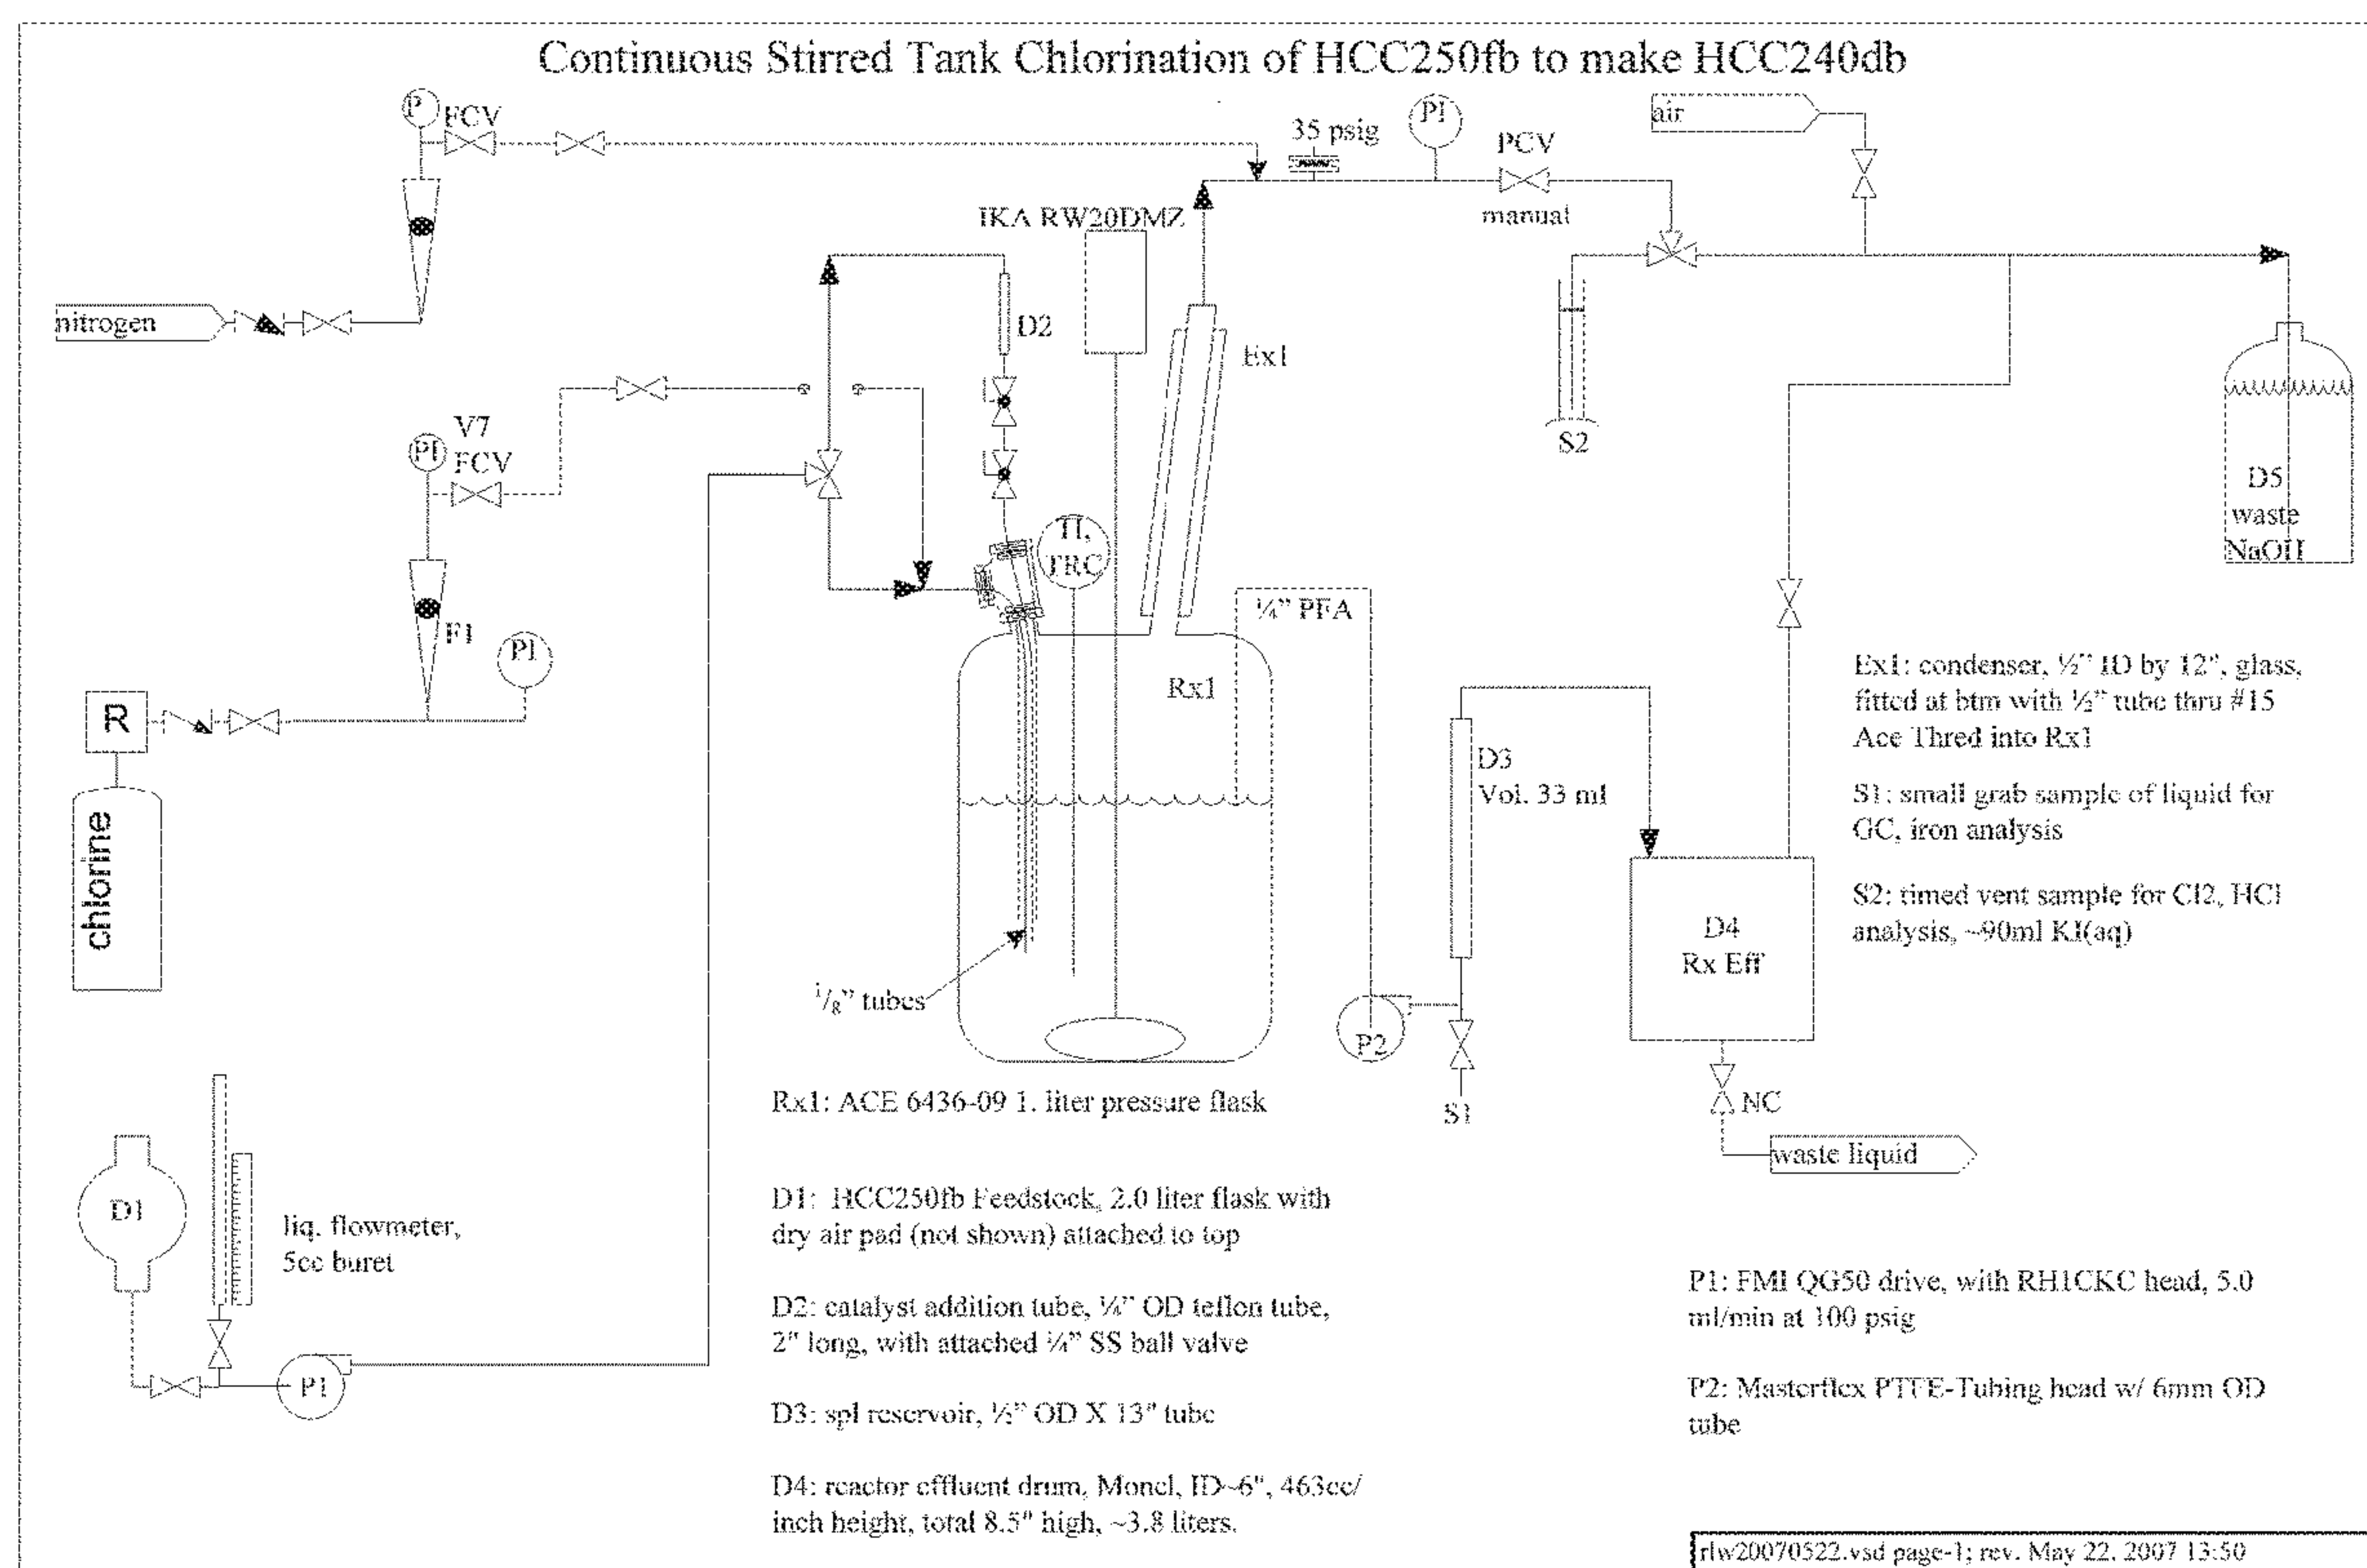 Continuous Stirred Tank Chlorination of HCC250fb to make HCC240db
P
FCV
35 psig
PI
PCV
manual
air
IKA RW20DMZ
nitrogen
D2
Ex1
V7
PI
FCV
S2
D5
waste
NaOH
TI,
TRC
F1
PI
¼” PFA
Rx1
R
chlorine
D3
Vol. 33 ml
Ex1: condenser, ½” ID by 12", glass,
fitted at btm with ½” tube thru #15
Ace Thred into Rx1
S1: small grab sample of liquid for
GC, iron analysis
S2: timed vent sample for Cl2, HCl
analysis, ~90ml KI(aq)
D4
Rx Eff
1/8” tubes
P2
S1
NC
waste liquid
Rx1: ACE 6436-09 1. liter pressure flask
D1
liq. flowmeter,
5cc buret
P1
D1: HCC250fb Feedstock, 2.0 liter flask with
dry air pad (not shown) attached to top
D2: catalyst addition tube, ¼” OD teflon tube,
2" long, with attached ¼” SS ball valve
D3: spl reservoir, ½” OD X 13" tube
D4: reactor effluent drum, Monel, ID~6", 463cc/
inch height, total 8.5" high, ~3.8 liters.
P1: FMI QG50 drive, with RH1CKC head, 5.0
ml/min at 100 psig
P2: Masterflex PTFE-Tubing head w/ 6mm OD
tube
rlw20070522.vsd page-1; rev. May 22, 2007 13:50